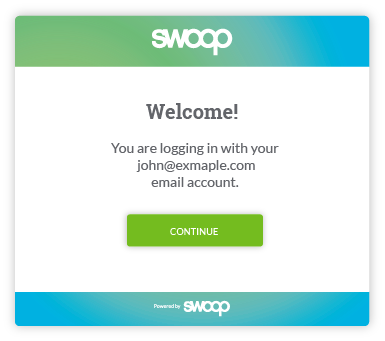 swoop
Welcome!
You are logging in with your
john@exmaple.com
email account.
CONTINUE
Powered by swoop